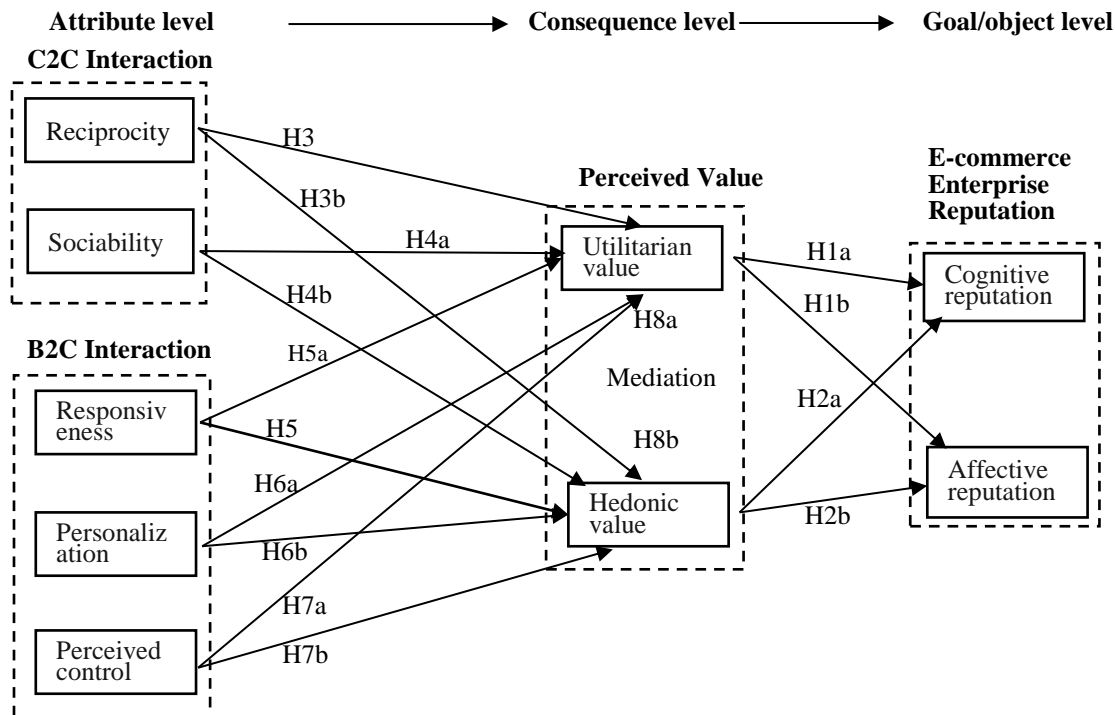 Attribute level
Consequence level
Goal/object level
C2C Interaction
Reciprocity
Sociability
B2C Interaction
Responsiv
eness
Personaliz
ation
Perceived
control
H3
H3b
H4a
H4b
H5a
H5
H6a
H6b
H7a
H7b
Perceived Value
Utilitarian
value
H8a
Mediation
H8b
Hedonic
value
H1a
H1b
H2a
H2b
E-commerce
Enterprise
Reputation
Cognitive
reputation
Affective
reputation